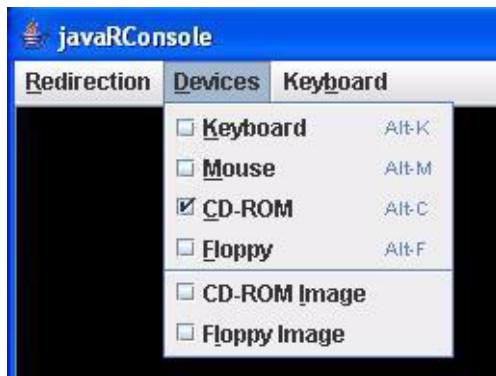 javaRConsole
Redirection Devices Keyboard
Keyboard Alt-K
Mouse Alt-M
CD-ROM Alt-C
Floppy Alt-F
CD-ROM Image
Floppy Image